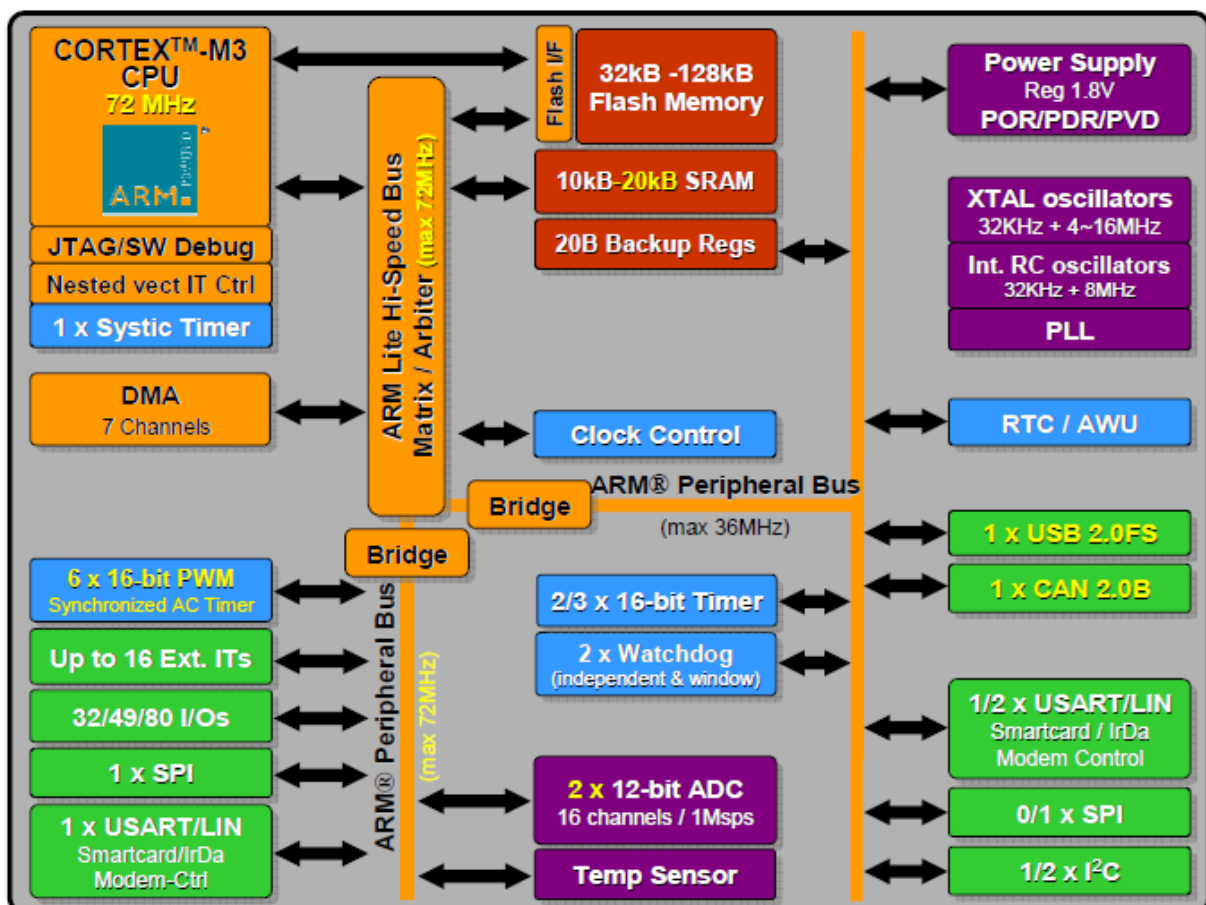 CORTEX™-M3
CPU
72 MHz
ARM POWERED
JTAG/SW Debug
Nested vect IT Ctrl
1 x Systic Timer
DMA
7 Channels
ARM Lite Hi-Speed Bus
Matrix / Arbiter (max 72MHz)
Flash I/F
32kB -128kB
Flash Memory
10kB-20kB SRAM
20B Backup Regs
Clock Control
Bridge
ARM® Peripheral Bus
(max 36MHz)
Bridge
ARM® Peripheral Bus
(max 72MHz)
6 x 16-bit PWM
Synchronized AC Timer
Up to 16 Ext. ITs
32/49/80 I/Os
1 x SPI
1 x USART/LIN
Smartcard/IrDa
Modem-Ctrl
2/3 x 16-bit Timer
2 x Watchdog
(independent & window)
2 x 12-bit ADC
16 channels / 1Msps
Temp Sensor
Power Supply
Reg 1.8V
POR/PDR/PVD
XTAL oscillators
32KHz + 4~16MHz
Int. RC oscillators
32KHz + 8MHz
PLL
RTC / AWU
1 x USB 2.0FS
1 x CAN 2.0B
1/2 x USART/LIN
Smartcard / IrDa
Modem Control
0/1 x SPI
1/2 x I²C